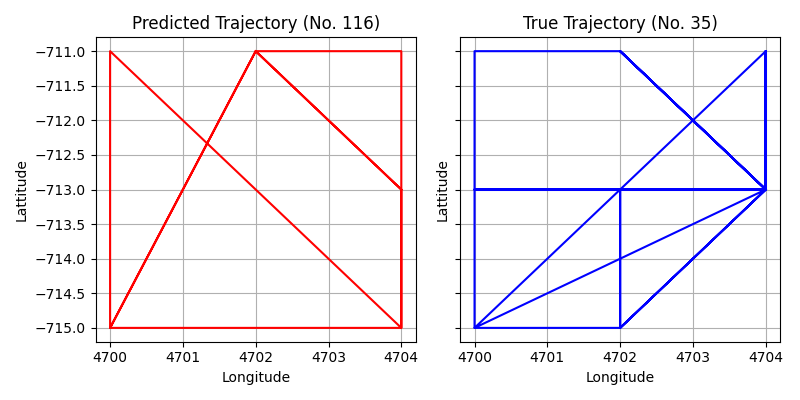 Predicted Trajectory (No. 116)
True Trajectory (No. 35)
−711.0
−711.5
−712.0
−712.5
−713.0
−713.5
−714.0
−714.5
−715.0
Lattitude
Lattitude
4700 4701 4702 4703 4704
4700 4701 4702 4703 4704
Longitude
Longitude